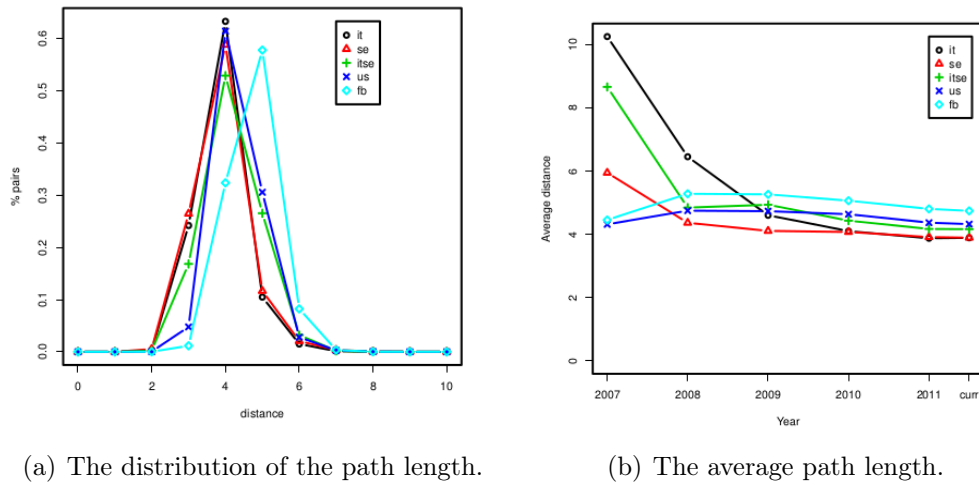 it
se
itse
us
fb
% pairs
0.6
0.5
0.4
0.3
0.2
0.1
0.0
0 2 4 6 8 10
distance
(a) The distribution of the path length.
it
se
itse
us
fb
Average distance
10
8
6
4
2
0
2007 2008 2009 2010 2011 curr
Year
(b) The average path length.